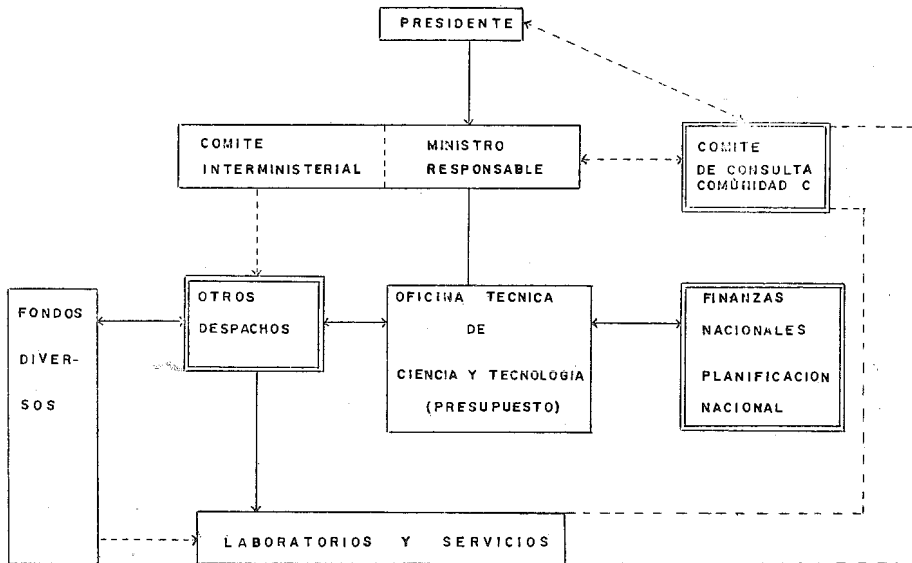 PRESIDENTE
COMITE
INTERMINISTERIAL
MINISTRO
RESPONSABLE
COMITE
DE CONSULTA
COMUNIDAD C
FONDOS
DIVER-
SOS
OTROS
DESPACHOS
OFICINA TECNICA
DE
CIENCIA Y TECNOLOGIA
(PRESUPUESTO)
FINANZAS
NACIONALES
PLANIFICACION
NACIONAL
LABORATORIOS Y SERVICIOS